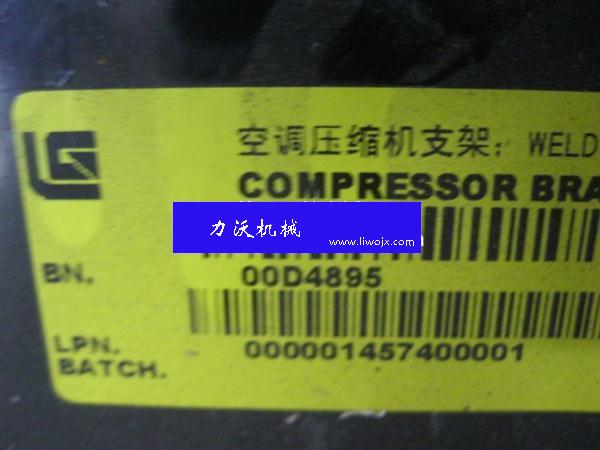 LG
空调压缩机支架: WELD
COMPRESSOR BRA
力沃机械
www.liwojx.com
BN.
00D4895
LPN.
BATCH.
000001457400001